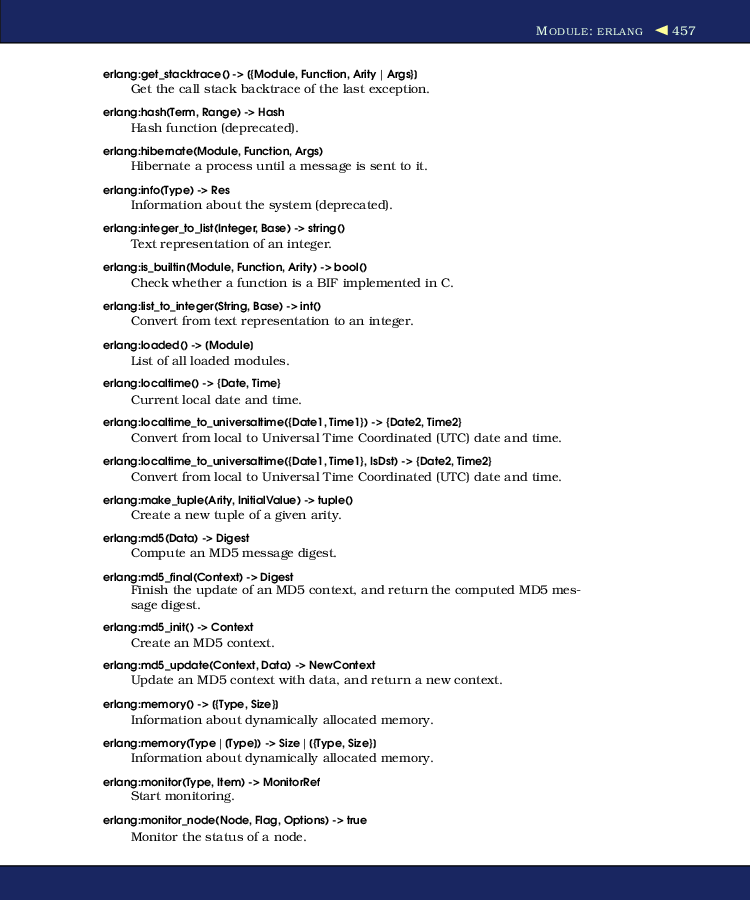 MODULE: ERLANG ◀ 457
erlang:get_stacktrace() -> [{Module, Function, Arity | Args}]
Get the call stack backtrace of the last exception.
erlang:hash(Term, Range) -> Hash
Hash function (deprecated).
erlang:hibernate(Module, Function, Args)
Hibernate a process until a message is sent to it.
erlang:info(Type) -> Res
Information about the system (deprecated).
erlang:integer_to_list(Integer, Base) -> string()
Text representation of an integer.
erlang:is_builtin(Module, Function, Arity) -> bool()
Check whether a function is a BIF implemented in C.
erlang:list_to_integer(String, Base) -> int()
Convert from text representation to an integer.
erlang:loaded() -> [Module]
List of all loaded modules.
erlang:localtime() -> {Date, Time}
Current local date and time.
erlang:localtime_to_universaltime({Date1, Time1}) -> {Date2, Time2}
Convert from local to Universal Time Coordinated (UTC) date and time.
erlang:localtime_to_universaltime({Date1, Time1}, IsDst) -> {Date2, Time2}
Convert from local to Universal Time Coordinated (UTC) date and time.
erlang:make_tuple(Arity, InitialValue) -> tuple()
Create a new tuple of a given arity.
erlang:md5(Data) -> Digest
Compute an MD5 message digest.
erlang:md5_final(Context) -> Digest
Finish the update of an MD5 context, and return the computed MD5 mes-
sage digest.
erlang:md5_init() -> Context
Create an MD5 context.
erlang:md5_update(Context, Data) -> NewContext
Update an MD5 context with data, and return a new context.
erlang:memory() -> [{Type, Size}]
Information about dynamically allocated memory.
erlang:memory(Type | [Type]) -> Size | [{Type, Size}]
Information about dynamically allocated memory.
erlang:monitor(Type, Item) -> MonitorRef
Start monitoring.
erlang:monitor_node(Node, Flag, Options) -> true
Monitor the status of a node.